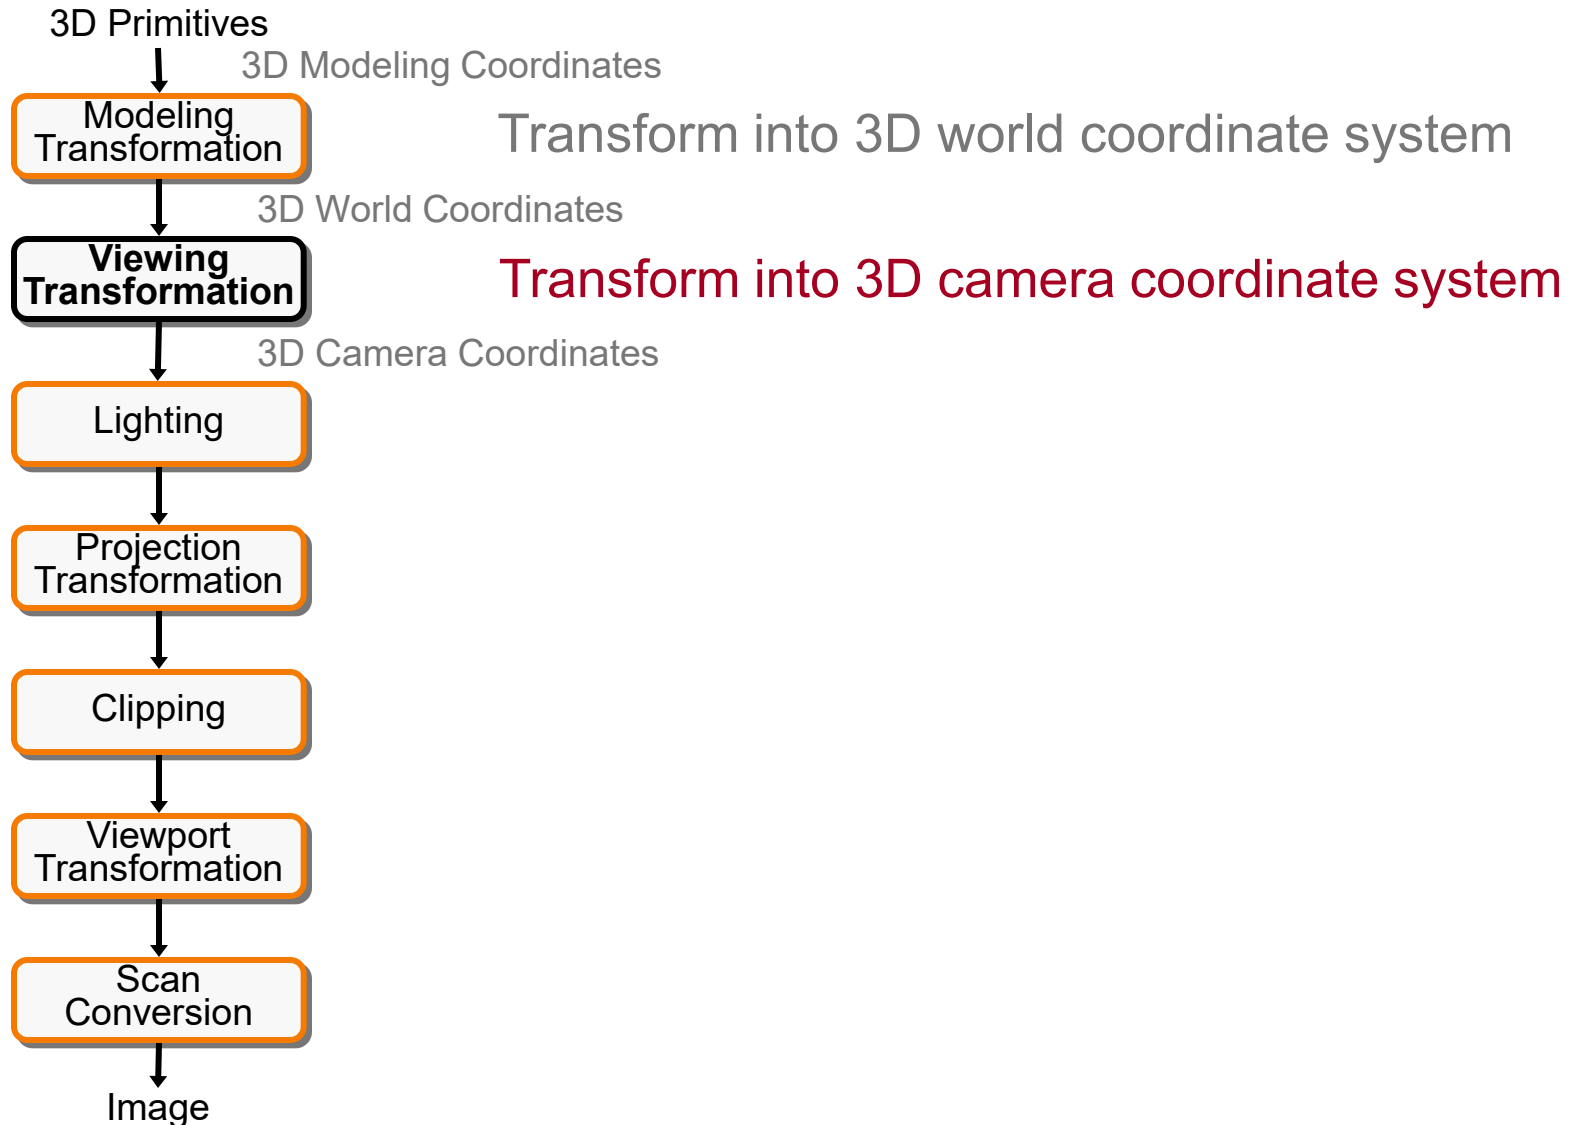 3D Primitives
3D Modeling Coordinates
Modeling
Transformation
Transform into 3D world coordinate system
3D World Coordinates
Viewing
Transformation
Transform into 3D camera coordinate system
3D Camera Coordinates
Lighting
Projection
Transformation
Clipping
Viewport
Transformation
Scan
Conversion
Image